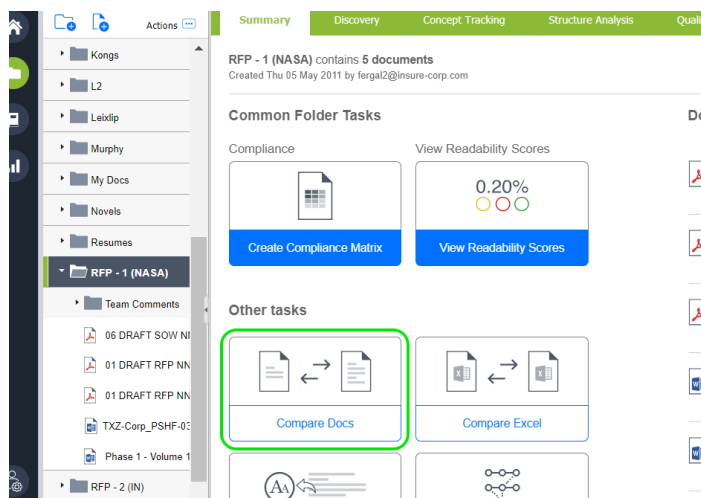 Actions
Kongs
L2
Leixlip
Murphy
My Docs
Novels
Resumes
RFP - 1 (NASA)
Team Comments
06 DRAFT SOW
01 DRAFT RFP NN
01 DRAFT RFP NN
TXZ-Corp_PSHF-03
Phase 1 - Volume 1
RFP - 2 (IN)
Summary
Discovery
Concept Tracking
Structure Analysis
Quali
RFP - 1 (NASA) contains 5 documents
Created Thu 05 May 2011 by fergal2@insure-corp.com
Common Folder Tasks
Do
Compliance
View Readability Scores
0.20%
Create Compliance Matrix
View Readability Scores
Other tasks
Compare Docs
Compare Excel
AA